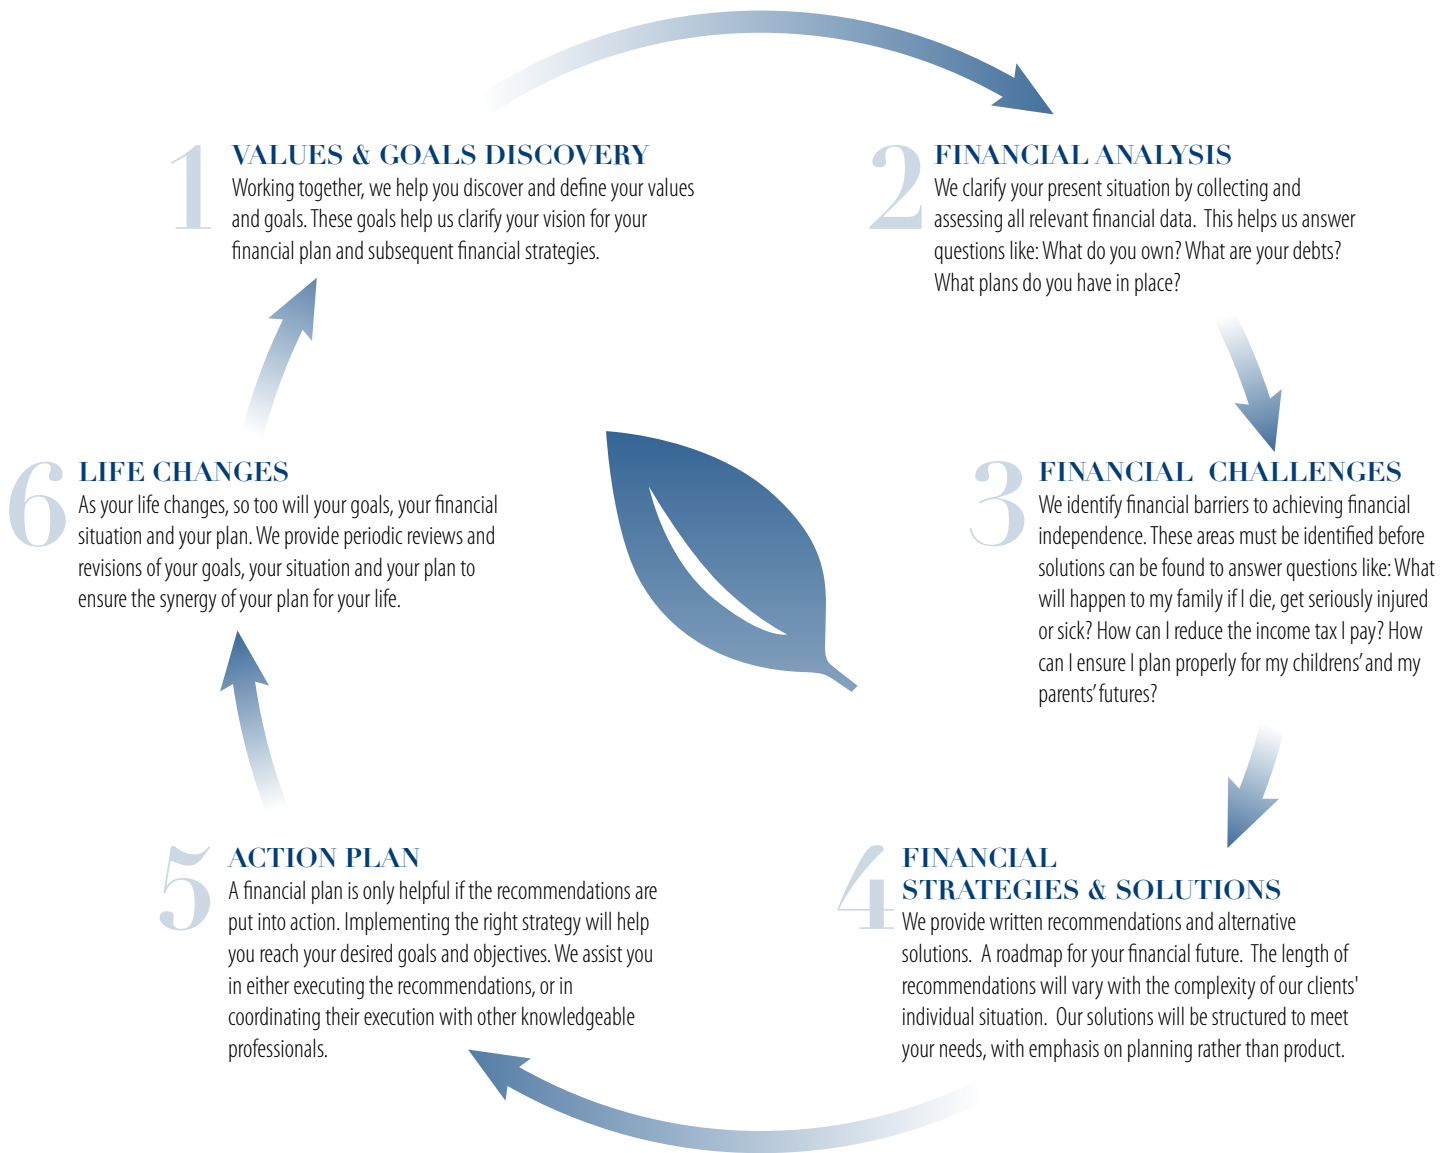 1
VALUES & GOALS DISCOVERY
Working together, we help you discover and define your values
and goals. These goals help us clarify your vision for your
financial plan and subsequent financial strategies.
2
FINANCIAL ANALYSIS
We clarify your present situation by collecting and
assessing all relevant financial data.  This helps us answer
questions like: What do you own? What are your debts?
What plans do you have in place?
3
FINANCIAL  CHALLENGES
We identify financial barriers to achieving financial
independence. These areas must be identified before
solutions can be found to answer questions like: What
will happen to my family if I die, get seriously injured
or sick? How can I reduce the income tax I pay? How
can I ensure I plan properly for my childrens’ and my
parents’ futures?
4
FINANCIAL
STRATEGIES & SOLUTIONS
We provide written recommendations and alternative
solutions.  A roadmap for your financial future.  The length of
recommendations will vary with the complexity of our clients'
individual situation.  Our solutions will be structured to meet
your needs, with emphasis on planning rather than product.
5
ACTION PLAN
A financial plan is only helpful if the recommendations are
put into action. Implementing the right strategy will help
you reach your desired goals and objectives. We assist you
in either executing the recommendations, or in
coordinating their execution with other knowledgeable
professionals.
6
LIFE CHANGES
As your life changes, so too will your goals, your financial
situation and your plan. We provide periodic reviews and
revisions of your goals, your situation and your plan to
ensure the synergy of your plan for your life.